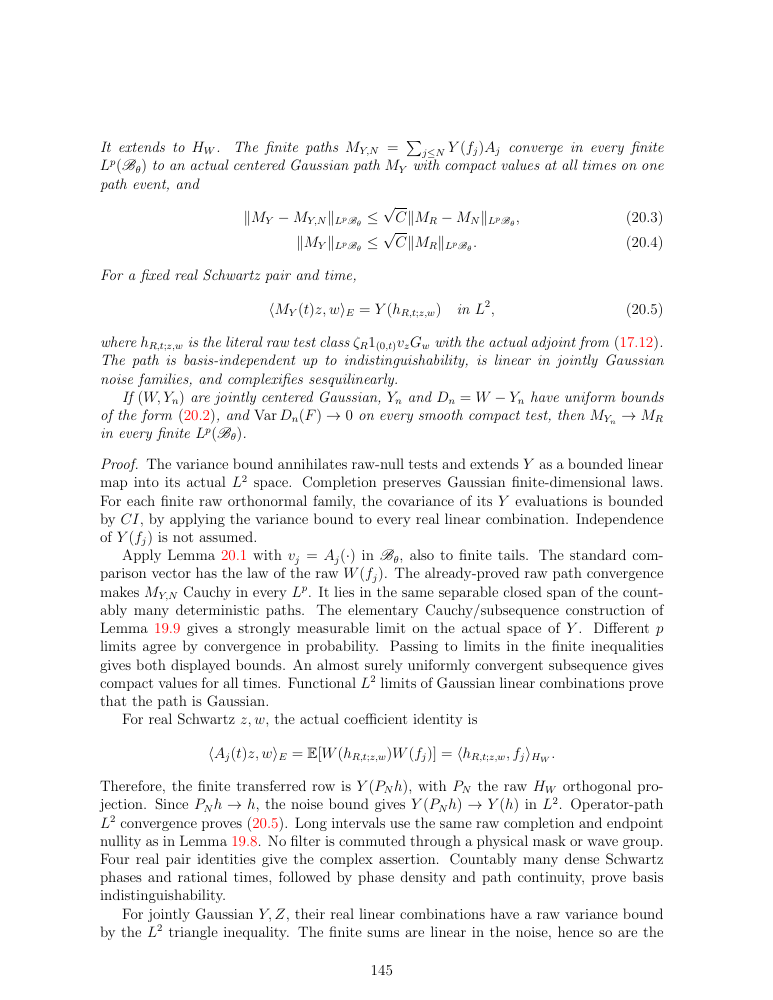 It extends to H_W. The finite paths M_{Y,N} = ∑_{j≤N} Y(f_j)A_j converge in every finite
L^p(ℬ_θ) to an actual centered Gaussian path M_Y with compact values at all times on one
path event, and
‖M_Y − M_{Y,N}‖_{L^pℬ_θ} ≤ √C‖M_R − M_N‖_{L^pℬ_θ}, (20.3)
‖M_Y‖_{L^pℬ_θ} ≤ √C‖M_R‖_{L^pℬ_θ}. (20.4)
For a fixed real Schwartz pair and time,
⟨M_Y(t)z, w⟩_E = Y(h_{R,t;z,w}) in L^2, (20.5)
where h_{R,t;z,w} is the literal raw test class ζ_R1_{(0,t)}v_zG_w with the actual adjoint from (17.12).
The path is basis-independent up to indistinguishability, is linear in jointly Gaussian
noise families, and complexifies sesquilinearly.
If (W, Y_n) are jointly centered Gaussian, Y_n and D_n = W − Y_n have uniform bounds
of the form (20.2), and Var D_n(F) → 0 on every smooth compact test, then M_{Y_n} → M_R
in every finite L^p(ℬ_θ).
Proof. The variance bound annihilates raw-null tests and extends Y as a bounded linear
map into its actual L^2 space. Completion preserves Gaussian finite-dimensional laws.
For each finite raw orthonormal family, the covariance of its Y evaluations is bounded
by CI, by applying the variance bound to every real linear combination. Independence
of Y(f_j) is not assumed.
Apply Lemma 20.1 with v_j = A_j(·) in ℬ_θ, also to finite tails. The standard com-
parison vector has the law of the raw W(f_j). The already-proved raw path convergence
makes M_{Y,N} Cauchy in every L^p. It lies in the same separable closed span of the count-
ably many deterministic paths. The elementary Cauchy/subsequence construction of
Lemma 19.9 gives a strongly measurable limit on the actual space of Y. Different p
limits agree by convergence in probability. Passing to limits in the finite inequalities
gives both displayed bounds. An almost surely uniformly convergent subsequence gives
compact values for all times. Functional L^2 limits of Gaussian linear combinations prove
that the path is Gaussian.
For real Schwartz z, w, the actual coefficient identity is
⟨A_j(t)z, w⟩_E = 𝔼[W(h_{R,t;z,w})W(f_j)] = ⟨h_{R,t;z,w}, f_j⟩_{H_W}.
Therefore, the finite transferred row is Y(P_Nh), with P_N the raw H_W orthogonal pro-
jection. Since P_Nh → h, the noise bound gives Y(P_Nh) → Y(h) in L^2. Operator-path
L^2 convergence proves (20.5). Long intervals use the same raw completion and endpoint
nullity as in Lemma 19.8. No filter is commuted through a physical mask or wave group.
Four real pair identities give the complex assertion. Countably many dense Schwartz
phases and rational times, followed by phase density and path continuity, prove basis
indistinguishability.
For jointly Gaussian Y, Z, their real linear combinations have a raw variance bound
by the L^2 triangle inequality. The finite sums are linear in the noise, hence so are the
145